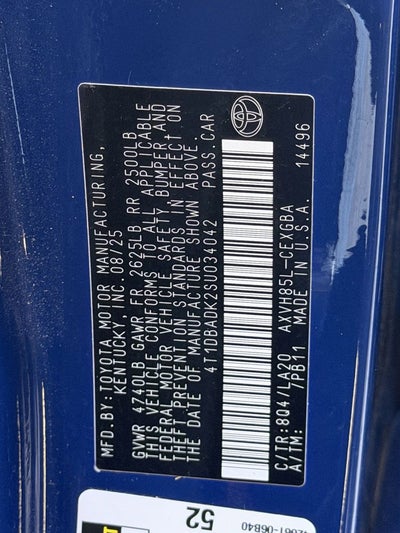 MFD.BY:TOYOTA MOTOR MANUFACTURING,
KENTUCKY, INC. 08/25
GVWR 4740LB GAWR FR 2625LB RR 2500LB
THIS VEHICLE CONFORMS TO ALL APPLICABLE
FEDERAL MOTOR VEHICLE SAFETY,BUMPER AND
THEFT PREVENTION STANDARDS IN EFFECT ON
THE DATE OF MANUFACTURE SHOWN ABOVE.
4T1DBADK2SU034042 PASS.CAR
C/TR:8Q4/LA20 AXVH85L-CEXGBA
A/TM: /PB11 M. IN U.S.A. 14496
52